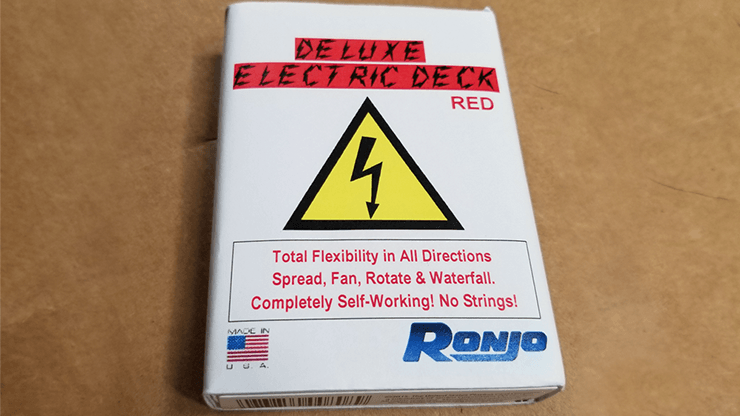 DELUXE
ELECTRIC DECK
RED
Total Flexibility in All Directions
Spread, Fan, Rotate & Waterfall.
Completely Self-Working! No Strings!
MADE IN
U.S.A.
RONJO